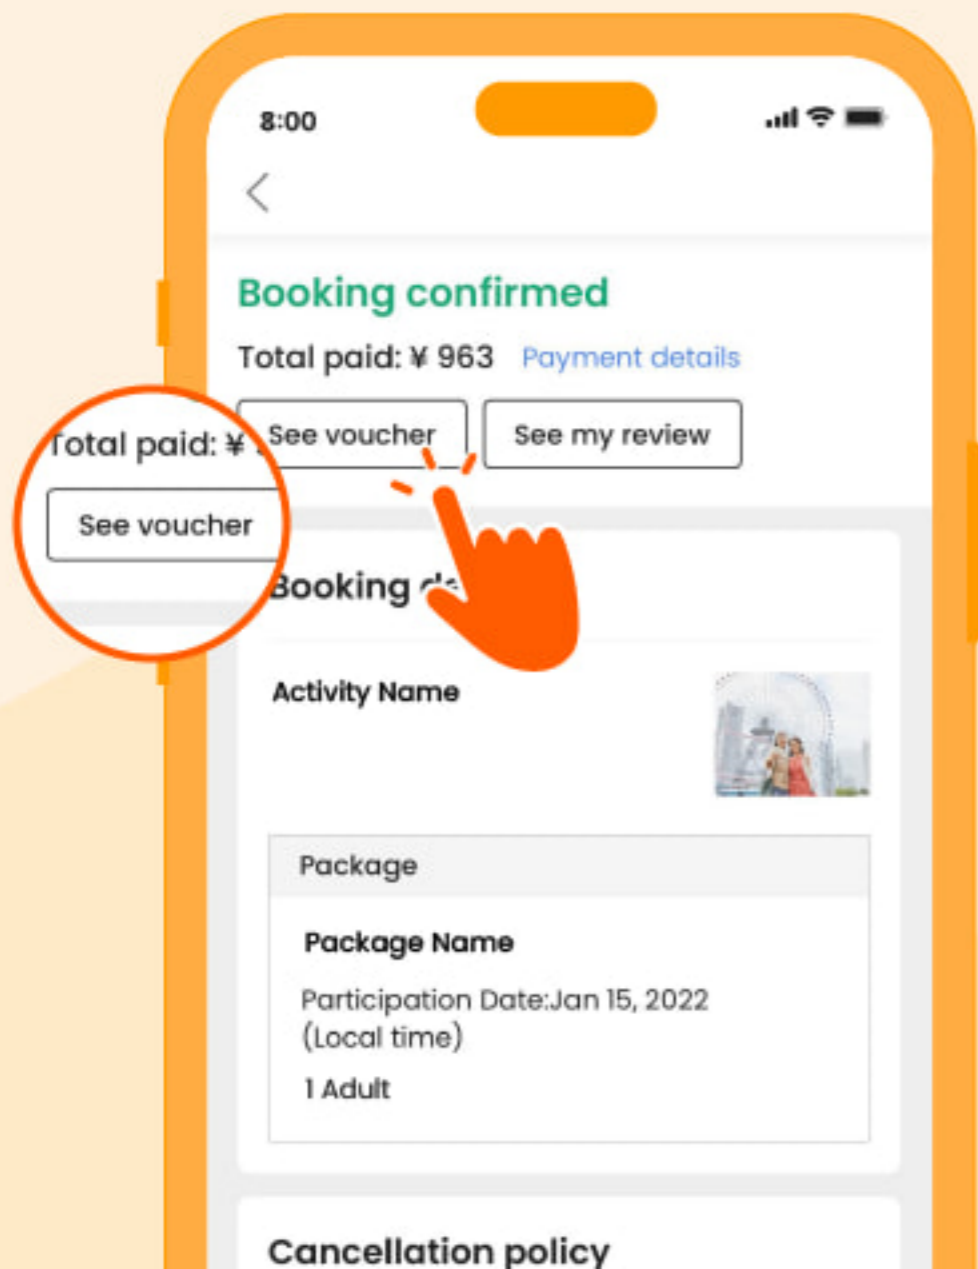 8:00
Booking confirmed
Total paid: ¥ 963 Payment details
See voucher See my review
Total paid: ¥
See voucher
Booking
Activity Name
Package
Package Name
Participation Date:Jan 15, 2022
(Local time)
1 Adult
Cancellation policy